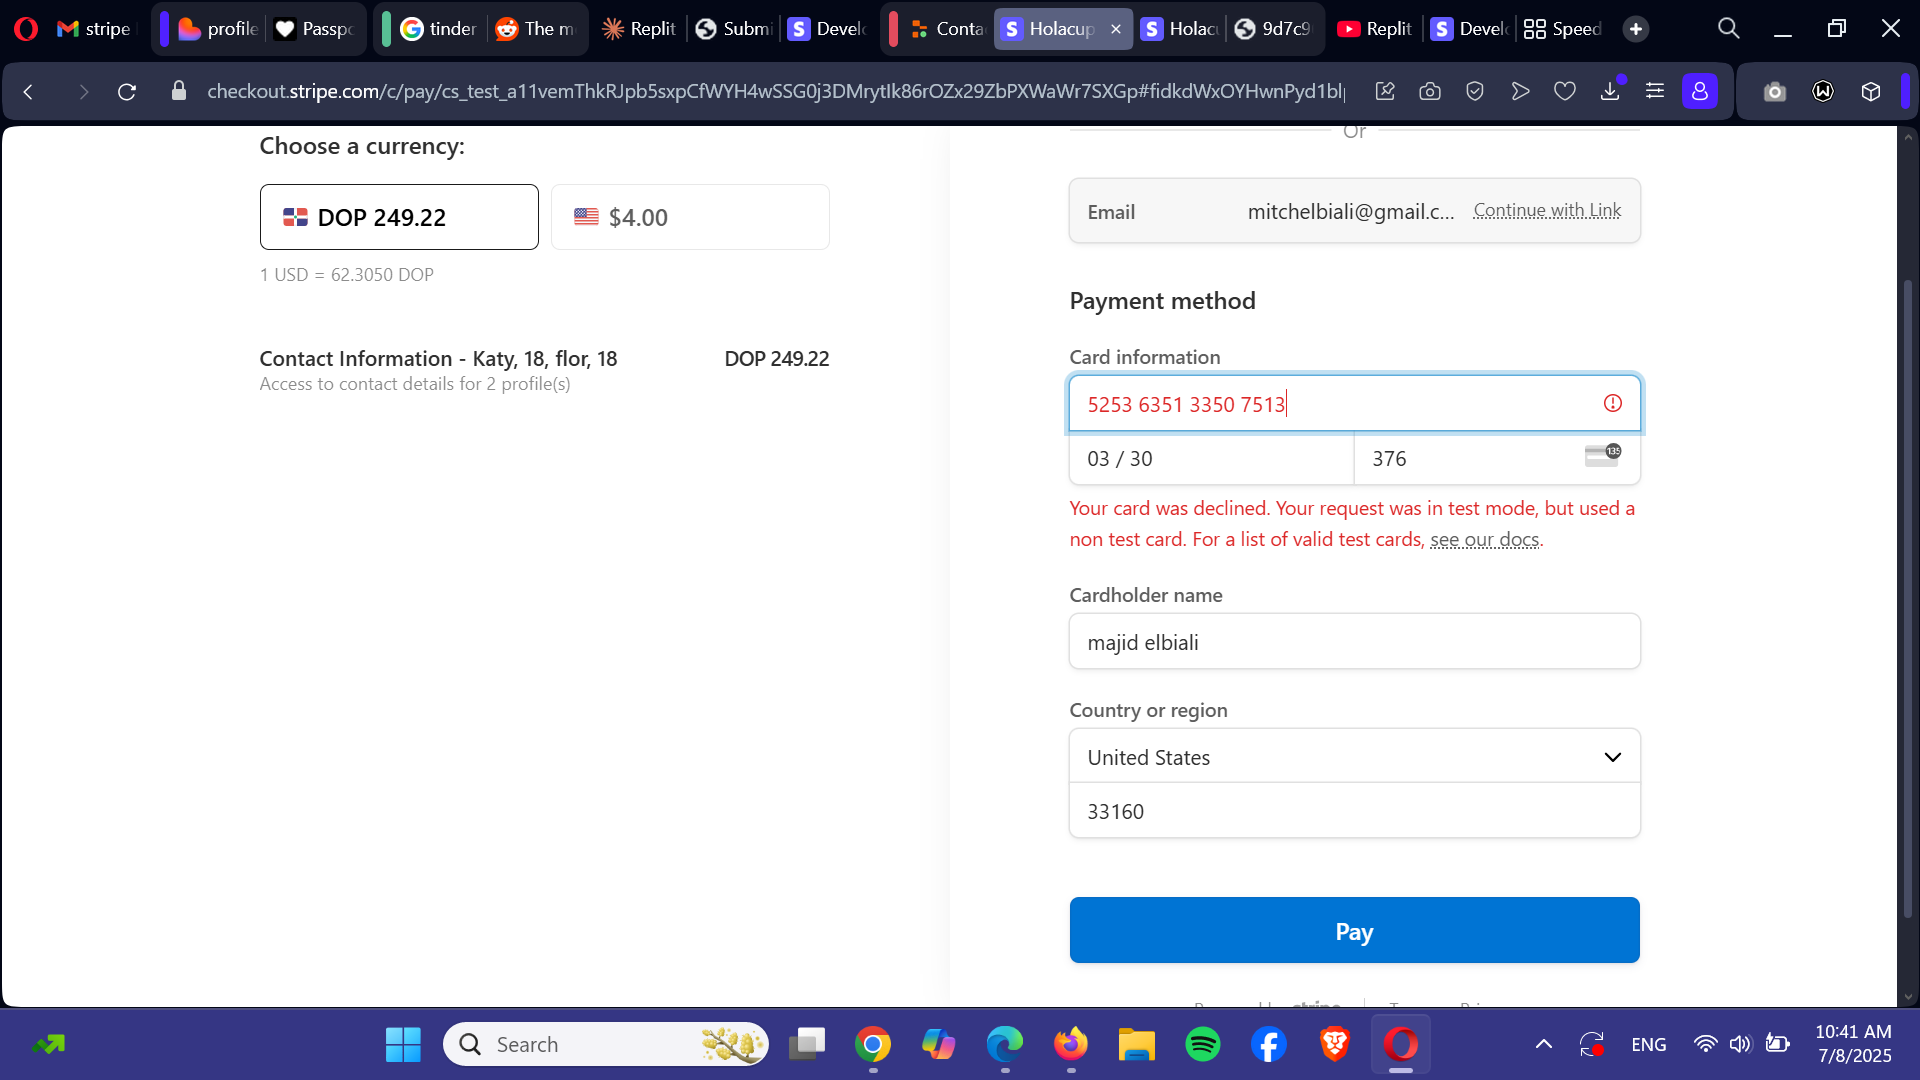 stripe
profile
Passpo
tinder
The m
Replit
Submi
Develo
Conta
Holacup
Holacu
9d7c9
Replit
Develo
Speed
checkout.stripe.com/c/pay/cs_test_a11vemThkRJpb5sxpCfWYH4wSSG0j3DMrytIk86rOZx29ZbPXWaWr7SXGp#fidkdWxOYHwnPyd1bl
Choose a currency:
DOP 249.22
$4.00
1 USD = 62.3050 DOP
Contact Information - Katy, 18, flor, 18
DOP 249.22
Access to contact details for 2 profile(s)
Or
Email
mitchelbiali@gmail.c...
Continue with Link
Payment method
Card information
5253 6351 3350 7513
03 / 30
376
135
Your card was declined. Your request was in test mode, but used a
non test card. For a list of valid test cards, see our docs.
Cardholder name
majid elbiali
Country or region
United States
33160
Pay
Search
ENG
10:41 AM
7/8/2025